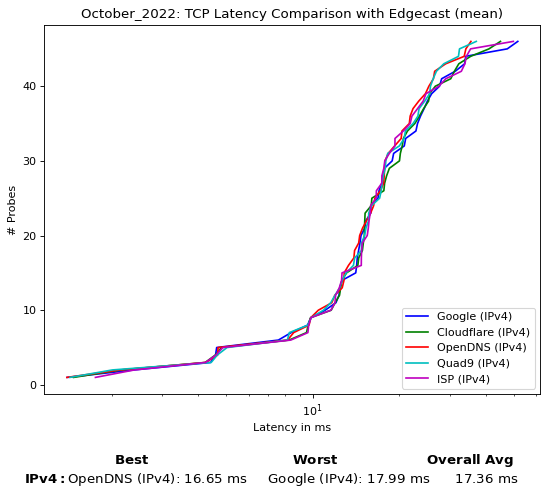 October_2022: TCP Latency Comparison with Edgecast (mean)
# Probes
40
30
20
10
0
Google (IPv4)
Cloudflare (IPv4)
OpenDNS (IPv4)
Quad9 (IPv4)
ISP (IPv4)
10¹
Latency in ms
Best Worst Overall Avg
IPv4: OpenDNS (IPv4): 16.65 ms Google (IPv4): 17.99 ms 17.36 ms